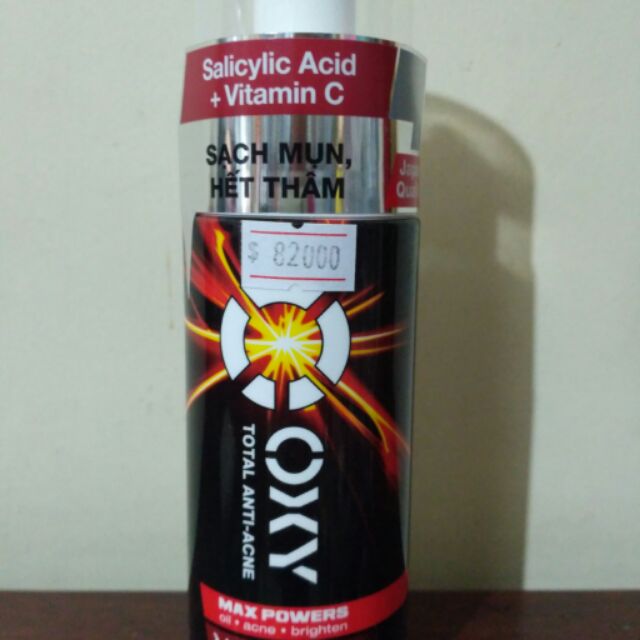 Salicylic Acid
+ Vitamin C
SẠCH MỤN,
HẾT THÂM
$ 82000
OXY
TOTAL ANTI-ACNE
MAX POWERS
oil • acne • brighten